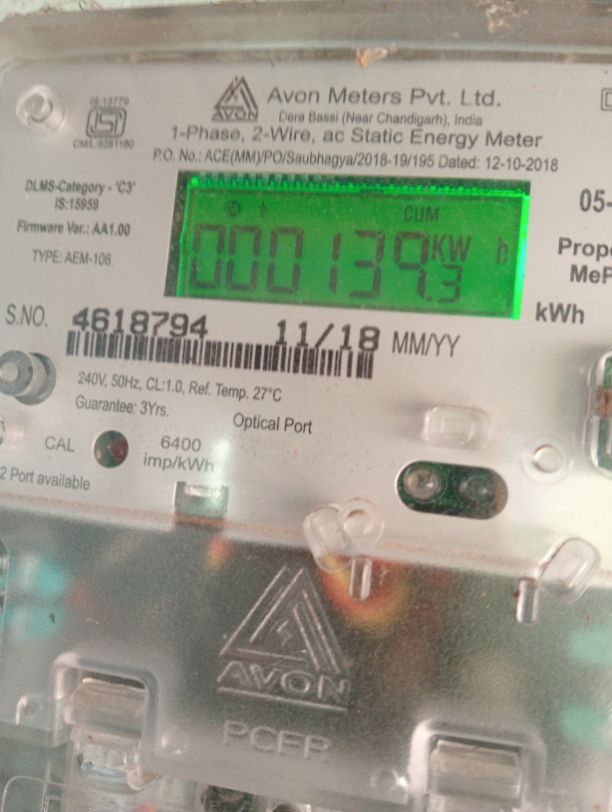 IS:13779
ISI
CM/L:9281180
AVON
Avon Meters Pvt. Ltd.
Dera Bassi (Near Chandigarh), India
1-Phase, 2-Wire, ac Static Energy Meter
P.O. No.: ACE(MM)/PO/Saubhagya/2018-19/195 Dated: 12-10-2018
DLMS-Category - 'C3'
IS:15959
Firmware Ver.: AA1.00
TYPE: AEM-106
CUM
000139.3 KW h
05-
kWh
S.NO. 4618794 11/18 MM/YY
240V, 50Hz, CL:1.0, Ref. Temp. 27°C
Guarantee: 3Yrs.
Optical Port
CAL
6400
imp/kWh
2 Port available
AVON